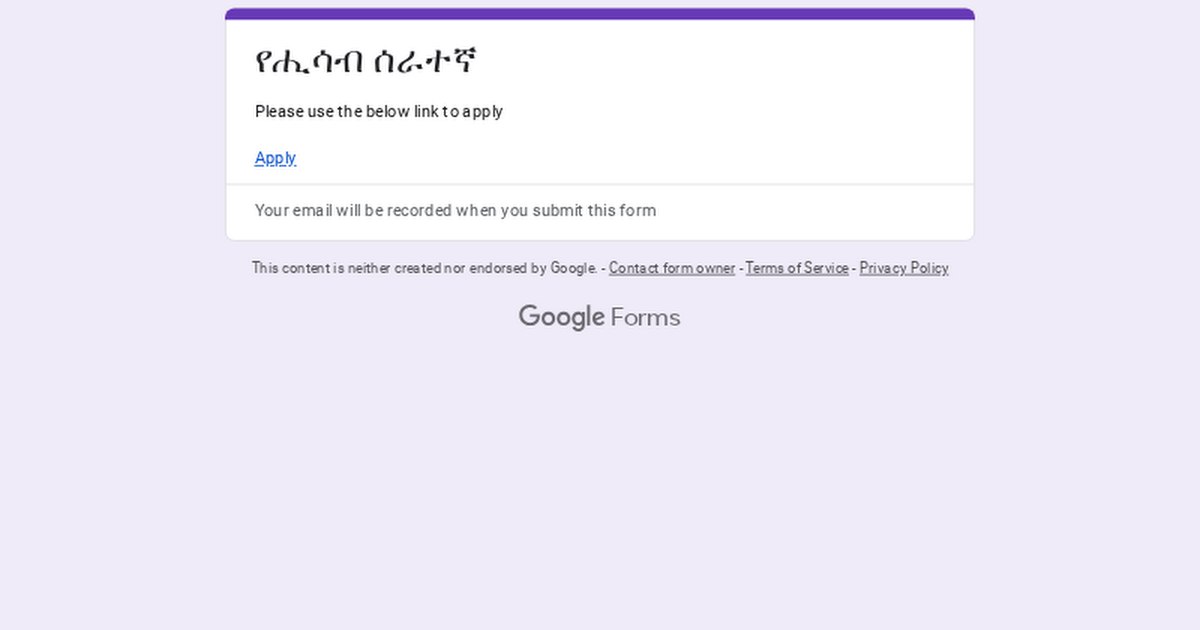 የሒሳብ ሰራተኛ
Please use the below link to apply
Apply
Your email will be recorded when you submit this form
This content is neither created nor endorsed by Google. - Contact form owner - Terms of Service - Privacy Policy
Google Forms